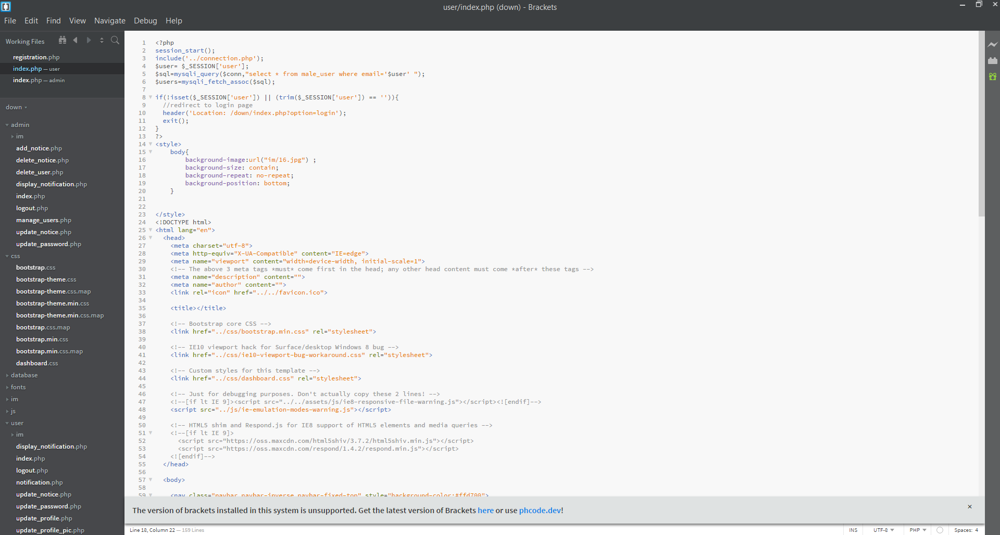 user/index.php (down) - Brackets
File Edit Find View Navigate Debug Help
Working Files
registration.php
index.php — user
index.php — admin
down
admin
im
add_notice.php
delete_notice.php
delete_user.php
display_notification.php
index.php
logout.php
manage_users.php
update_notice.php
update_password.php
css
bootstrap.css
bootstrap-theme.css
bootstrap-theme.css.map
bootstrap-theme.min.css
bootstrap-theme.min.css.map
bootstrap.css.map
bootstrap.min.css
bootstrap.min.css.map
dashboard.css
database
fonts
im
js
user
im
display_notification.php
index.php
logout.php
notification.php
update_notice.php
update_password.php
update_profile.php
update_profile_pic.php
1 <?php
2 session_start();
3 include('../connection.php');
4 $user= $_SESSION['user'];
5 $sql=mysqli_query($conn,"select * from male_user where email='$user' ");
6 $users=mysqli_fetch_assoc($sql);
7
8 if(!isset($_SESSION['user']) || (trim($_SESSION['user']) == '')){
9 //redirect to login page
10 header('Location: /down/index.php?option=login');
11 exit();
12 }
13 ?>
14 <style>
15 body{
16 background-image:url("im/16.jpg") ;
17 background-size: contain;
18 background-repeat: no-repeat;
19 background-position: bottom;
20 }
21
22
23 </style>
24 <!DOCTYPE html>
25 <html lang="en">
26 <head>
27 <meta charset="utf-8">
28 <meta http-equiv="X-UA-Compatible" content="IE=edge">
29 <meta name="viewport" content="width=device-width, initial-scale=1">
30 <!-- The above 3 meta tags *must* come first in the head; any other head content must come *after* these tags -->
31 <meta name="description" content="">
32 <meta name="author" content="">
33 <link rel="icon" href="../../favicon.ico">
34
35 <title></title>
36
37 <!-- Bootstrap core CSS -->
38 <link href="../css/bootstrap.min.css" rel="stylesheet">
39
40 <!-- IE10 viewport hack for Surface/desktop Windows 8 bug -->
41 <link href="../css/ie10-viewport-bug-workaround.css" rel="stylesheet">
42
43 <!-- Custom styles for this template -->
44 <link href="../css/dashboard.css" rel="stylesheet">
45
46 <!-- Just for debugging purposes. Don't actually copy these 2 lines! -->
47 <!--[if lt IE 9]><script src="../../assets/js/ie8-responsive-file-warning.js"></script><![endif]-->
48 <script src="../js/ie-emulation-modes-warning.js"></script>
49
50 <!-- HTML5 shim and Respond.js for IE8 support of HTML5 elements and media queries -->
51 <!--[if lt IE 9]>
52 <script src="https://oss.maxcdn.com/html5shiv/3.7.2/html5shiv.min.js"></script>
53 <script src="https://oss.maxcdn.com/respond/1.4.2/respond.min.js"></script>
54 <![endif]-->
55 </head>
56
57 <body>
58
59 <nav class="navbar navbar-inverse navbar-fixed-top" style="background-color:#ffd700">
The version of brackets installed in this system is unsupported. Get the latest version of Brackets here or use phcode.dev!
Line 18, Column 22 — 159 Lines
INS UTF-8 PHP Spaces: 4